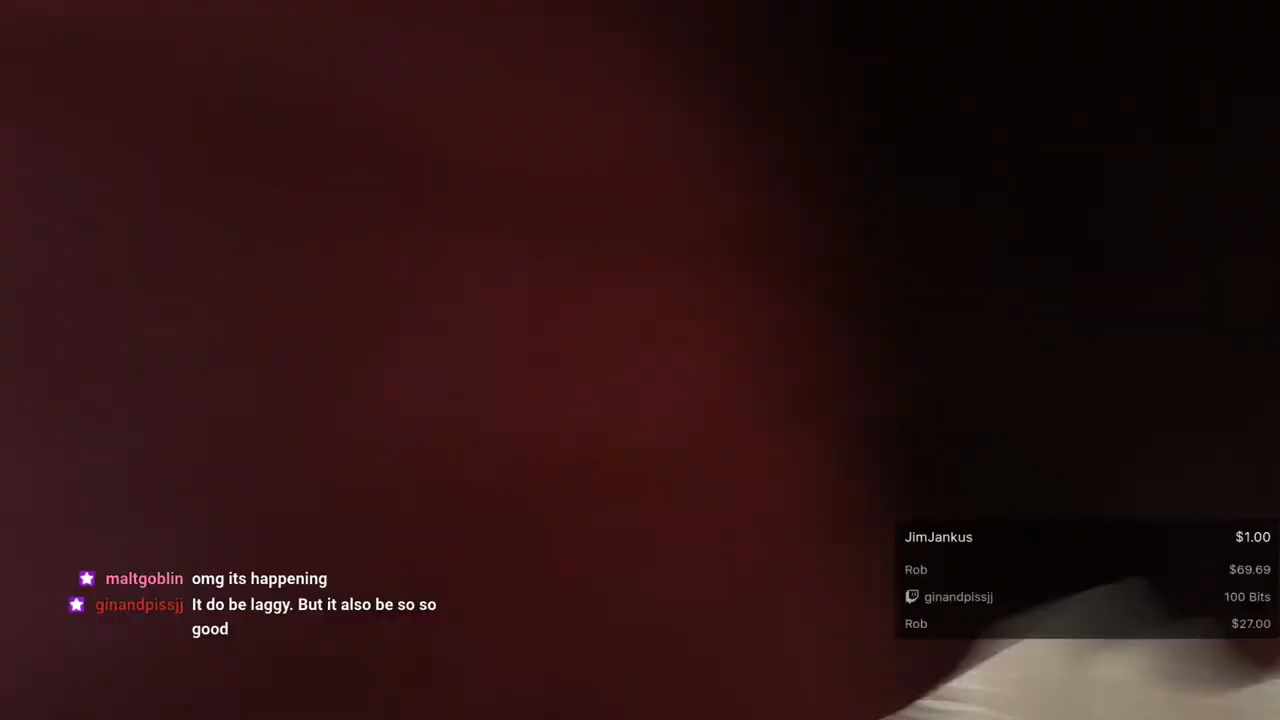 JimJankus $1.00
Rob $69.69
maltgoblin omg its happening
ginandpissjj 100 Bits
ginandpissjj It do be laggy. But it also be so so
good
Rob $27.00